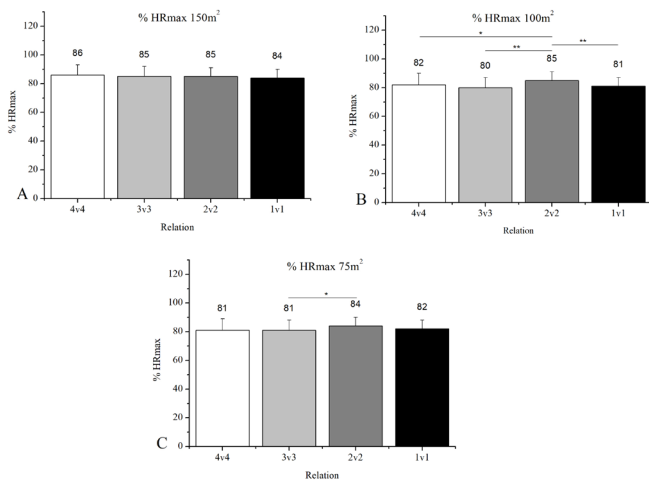 % HRmax 150m²
86 85 85 84
% HRmax
120
100
80
60
40
20
0
4v4 3v3 2v2 1v1
Relation
A
% HRmax 100m²
* ** **
82 80 85 81
% HRmax
120
100
80
60
40
20
0
4v4 3v3 2v2 1v1
Relation
B
% HRmax 75m²
*
81 81 84 82
% HRmax
120
100
80
60
40
20
0
4v4 3v3 2v2 1v1
Relation
C